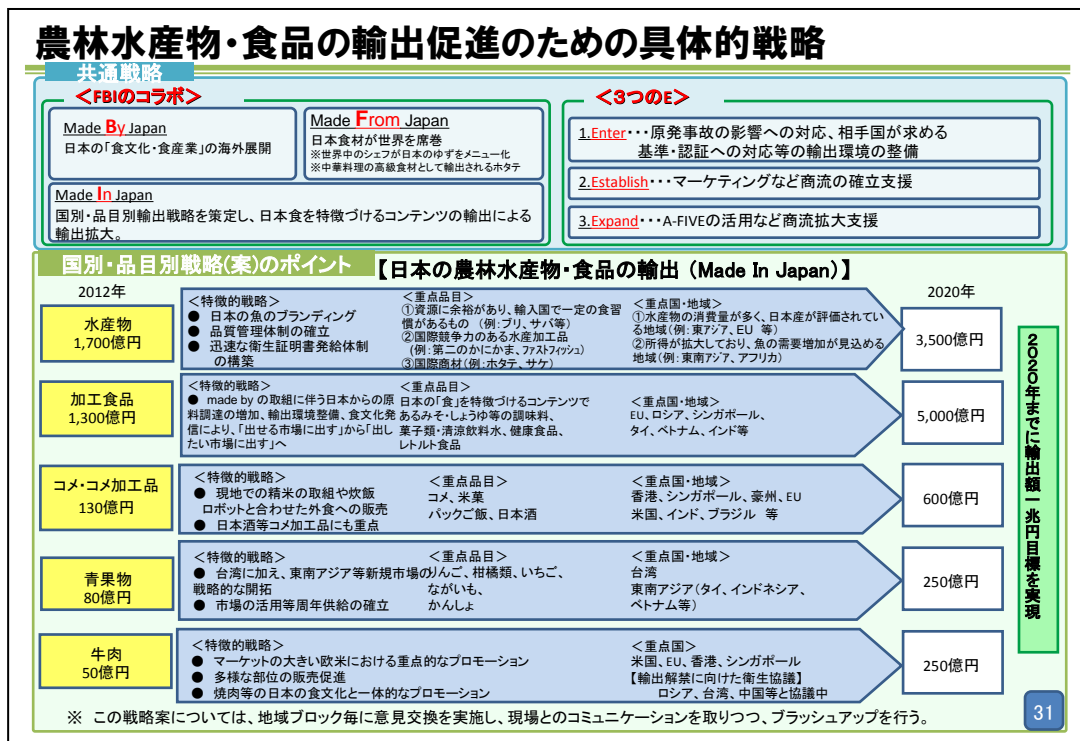 農林水産物・食品の輸出促進のための具体的戦略
共通戦略
＜FBIのコラボ＞
Made By Japan
日本の「食文化・食産業」の海外展開
Made From Japan
日本食材が世界を席巻
※世界中のシェフが日本のゆずをメニュー化
※中華料理の高級食材として輸出されるホタテ
Made In Japan
国別・品目別輸出戦略を策定し、日本食を特徴づけるコンテンツの輸出による
輸出拡大。
＜３つのE＞
1.Enter・・・原発事故の影響への対応、相手国が求める
基準・認証への対応等の輸出環境の整備
2.Establish・・・マーケティングなど商流の確立支援
3.Expand・・・A-FIVEの活用など商流拡大支援
国別・品目別戦略(案)のポイント
【日本の農林水産物・食品の輸出 (Made In Japan)】
2012年
2020年
水産物
1,700億円
＜特徴的戦略＞
● 日本の魚のブランディング
● 品質管理体制の確立
● 迅速な衛生証明書発給体制
の構築
＜重点品目＞
①資源に余裕があり、輸入国で一定の食習
慣があるもの （例：ブリ、サバ等）
②国際競争力のある水産加工品
(例：第二のかにかま、ﾌｧｽﾄﾌｨｯｼｭ)
③国際商材(例：ホタテ、サケ)
＜重点国・地域＞
①水産物の消費量が多く、日本産が評価されてい
る地域(例：東ｱｼﾞｱ、EU 等)
②所得が拡大しており、魚の需要増加が見込める
地域(例：東南ｱｼﾞｱ、アフリカ)
3,500億円
加工食品
1,300億円
＜特徴的戦略＞
● made by の取組に伴う日本からの原
料調達の増加、輸出環境整備、食文化発
信により、「出せる市場に出す」から「出し
たい市場に出す」へ
＜重点品目＞
日本の「食」を特徴づけるコンテンツで
あるみそ・しょうゆ等の調味料、
菓子類・清涼飲料水、健康食品、
レトルト食品
＜重点国・地域＞
EU、ロシア、シンガポール、
タイ、ベトナム、インド等
5,000億円
コメ・コメ加工品
130億円
＜特徴的戦略＞
● 現地での精米の取組や炊飯
ロボットと合わせた外食への販売
● 日本酒等コメ加工品にも重点
＜重点品目＞
コメ、米菓
パックご飯、日本酒
＜重点国・地域＞
香港、シンガポール、豪州、EU
米国、インド、ブラジル 等
600億円
青果物
80億円
＜特徴的戦略＞
● 台湾に加え、東南アジア等新規市場の
戦略的な開拓
● 市場の活用等周年供給の確立
＜重点品目＞
りんご、柑橘類、いちご、
ながいも、
かんしょ
＜重点国・地域＞
台湾
東南アジア(タイ、インドネシア、
ベトナム等)
250億円
牛肉
50億円
＜特徴的戦略＞
● マーケットの大きい欧米における重点的なプロモーション
● 多様な部位の販売促進
● 焼肉等の日本の食文化と一体的なプロモーション
＜重点国＞
米国、EU、香港、シンガポール
【輸出解禁に向けた衛生協議】
ロシア、台湾、中国等と協議中
250億円
2020年までに輸出額一兆円目標を実現
※ この戦略案については、地域ブロック毎に意見交換を実施し、現場とのコミュニケーションを取りつつ、ブラッシュアップを行う。
31